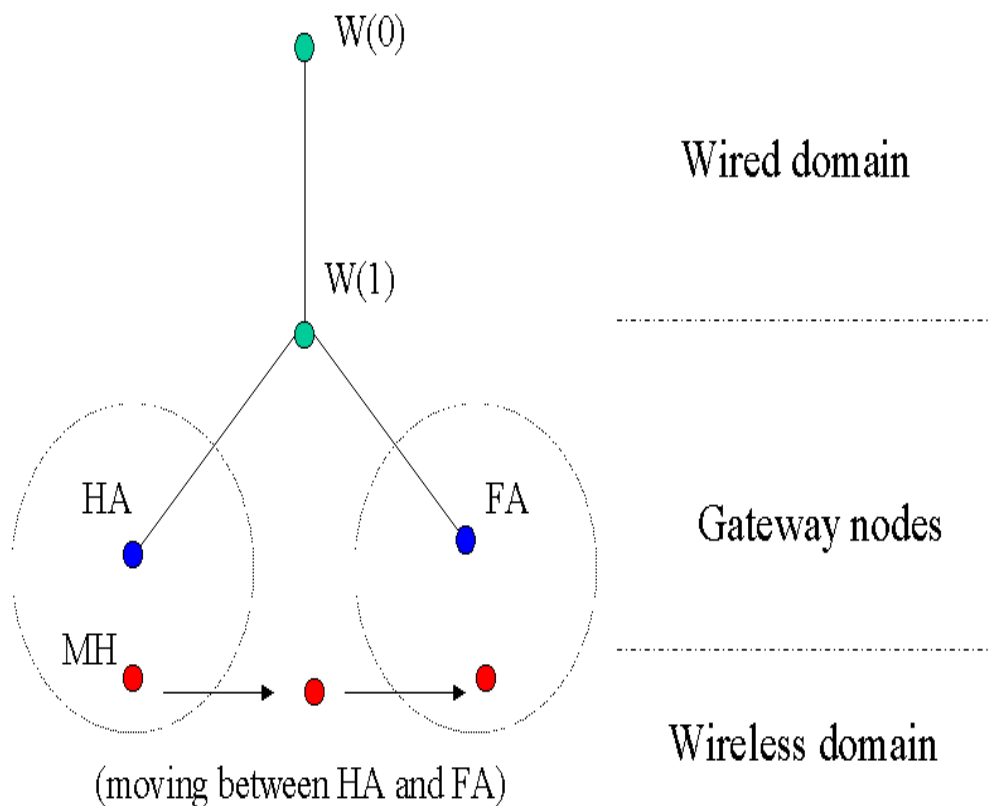 W(0)
Wired domain
W(1)
HA
FA
Gateway nodes
MH
Wireless domain
(moving between HA and FA)